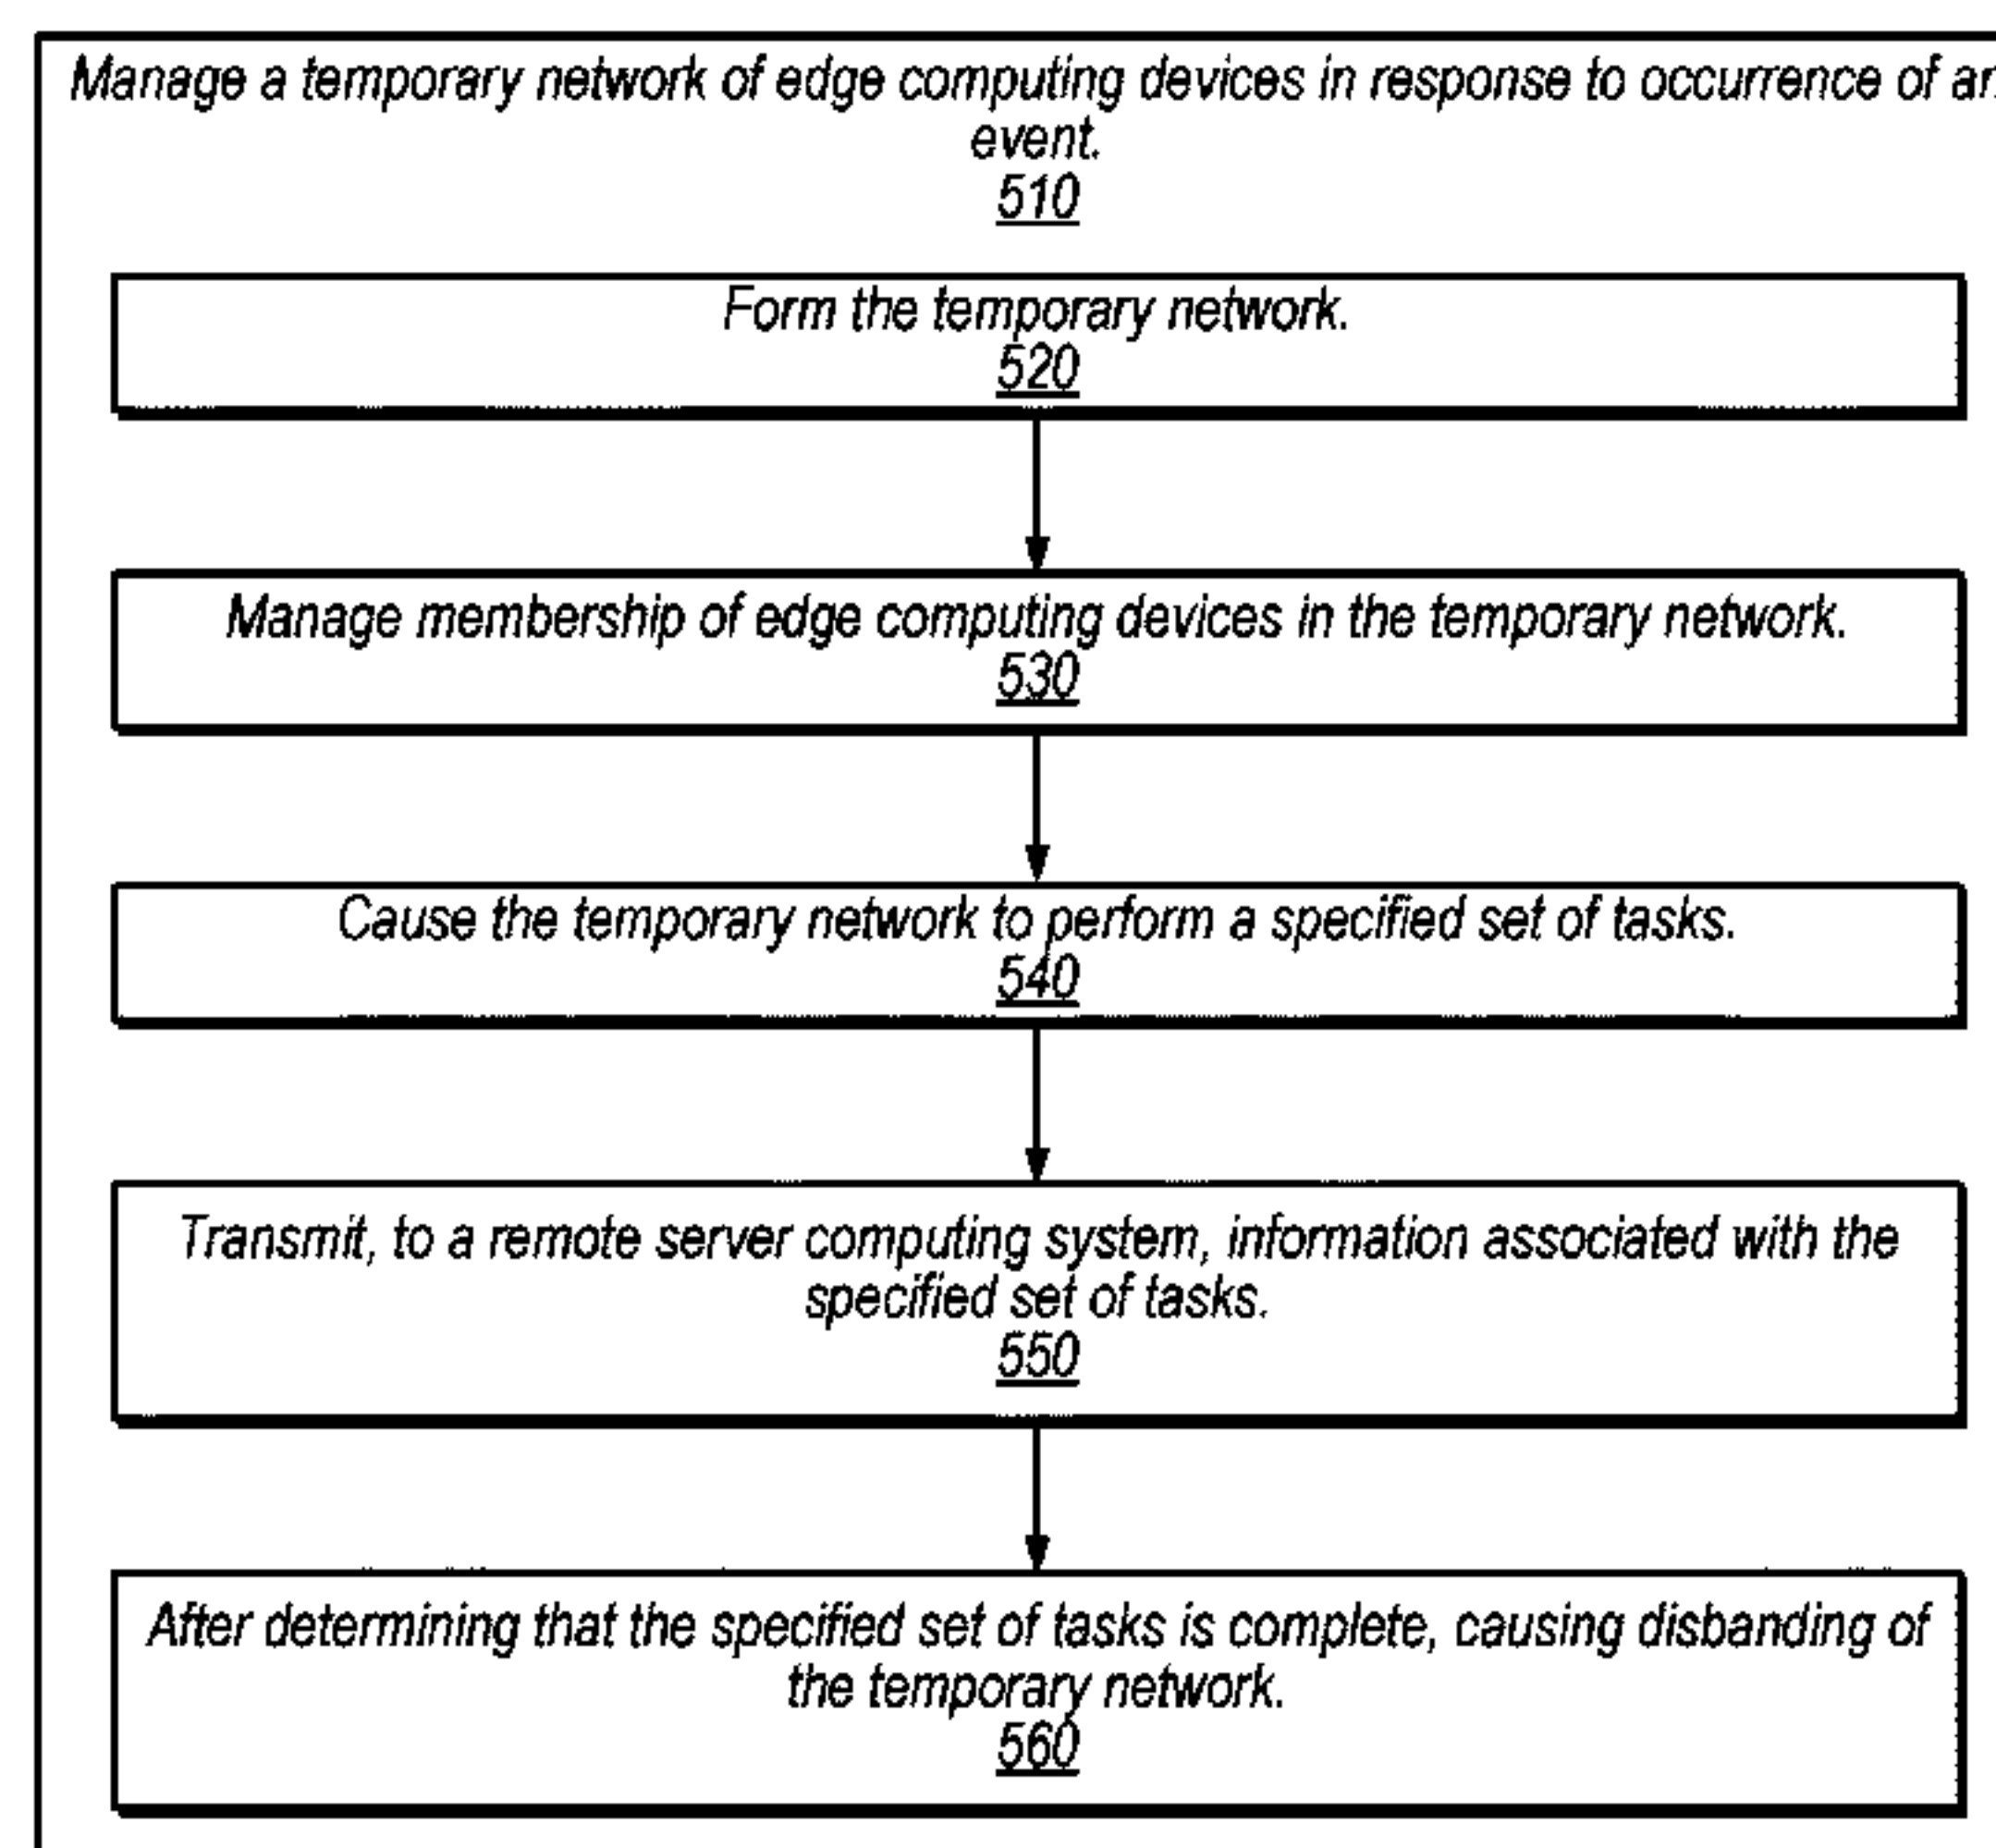 Manage a temporary network of edge computing devices in response to occurrence of an
event.
510
Form the temporary network.
520
Manage membership of edge computing devices in the temporary network.
530
Cause the temporary network to perform a specified set of tasks.
540
Transmit, to a remote server computing system, information associated with the
specified set of tasks.
550
After determining that the specified set of tasks is complete, causing disbanding of
the temporary network.
560